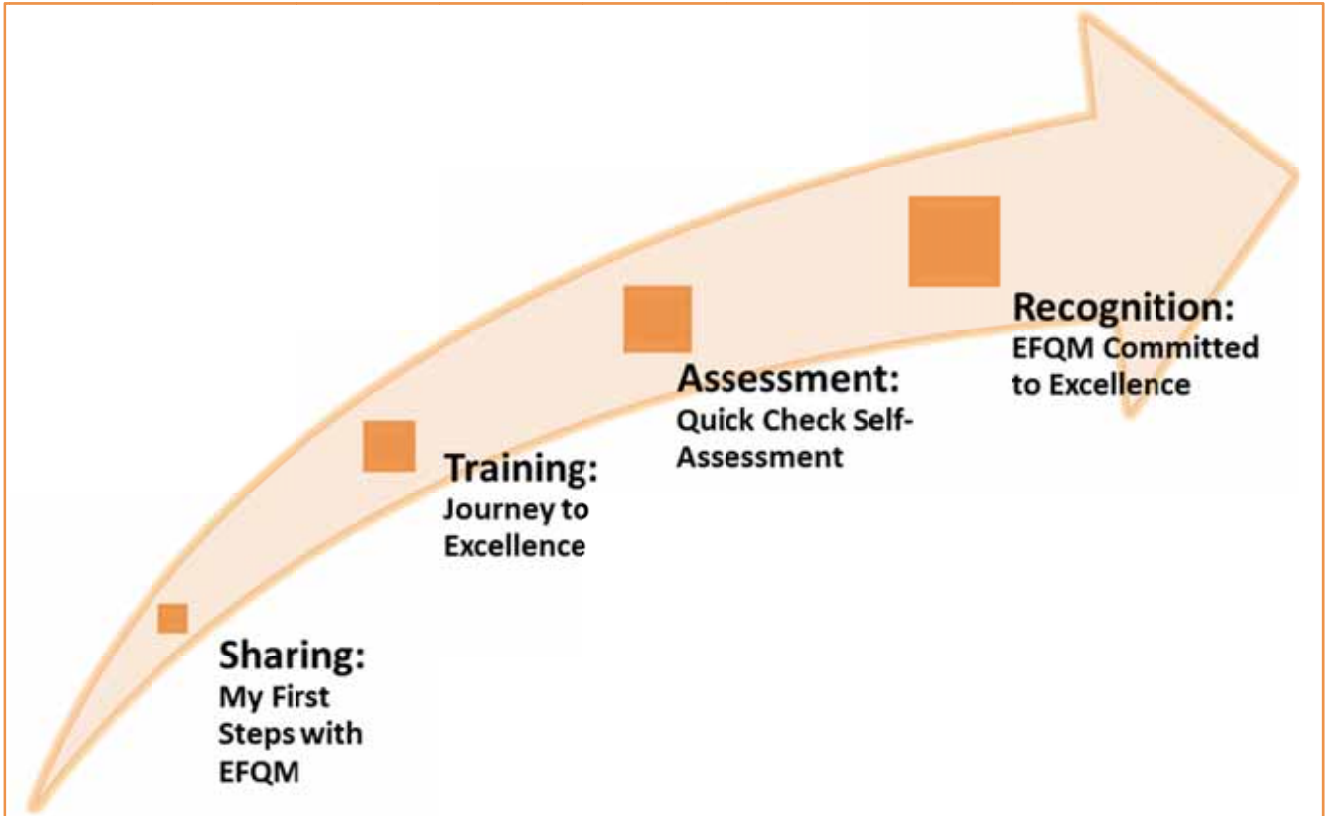 Recognition:
EFQM Committed
to Excellence
Assessment:
Quick Check Self-
Assessment
Training:
Journey to
Excellence
Sharing:
My First
Steps with
EFQM